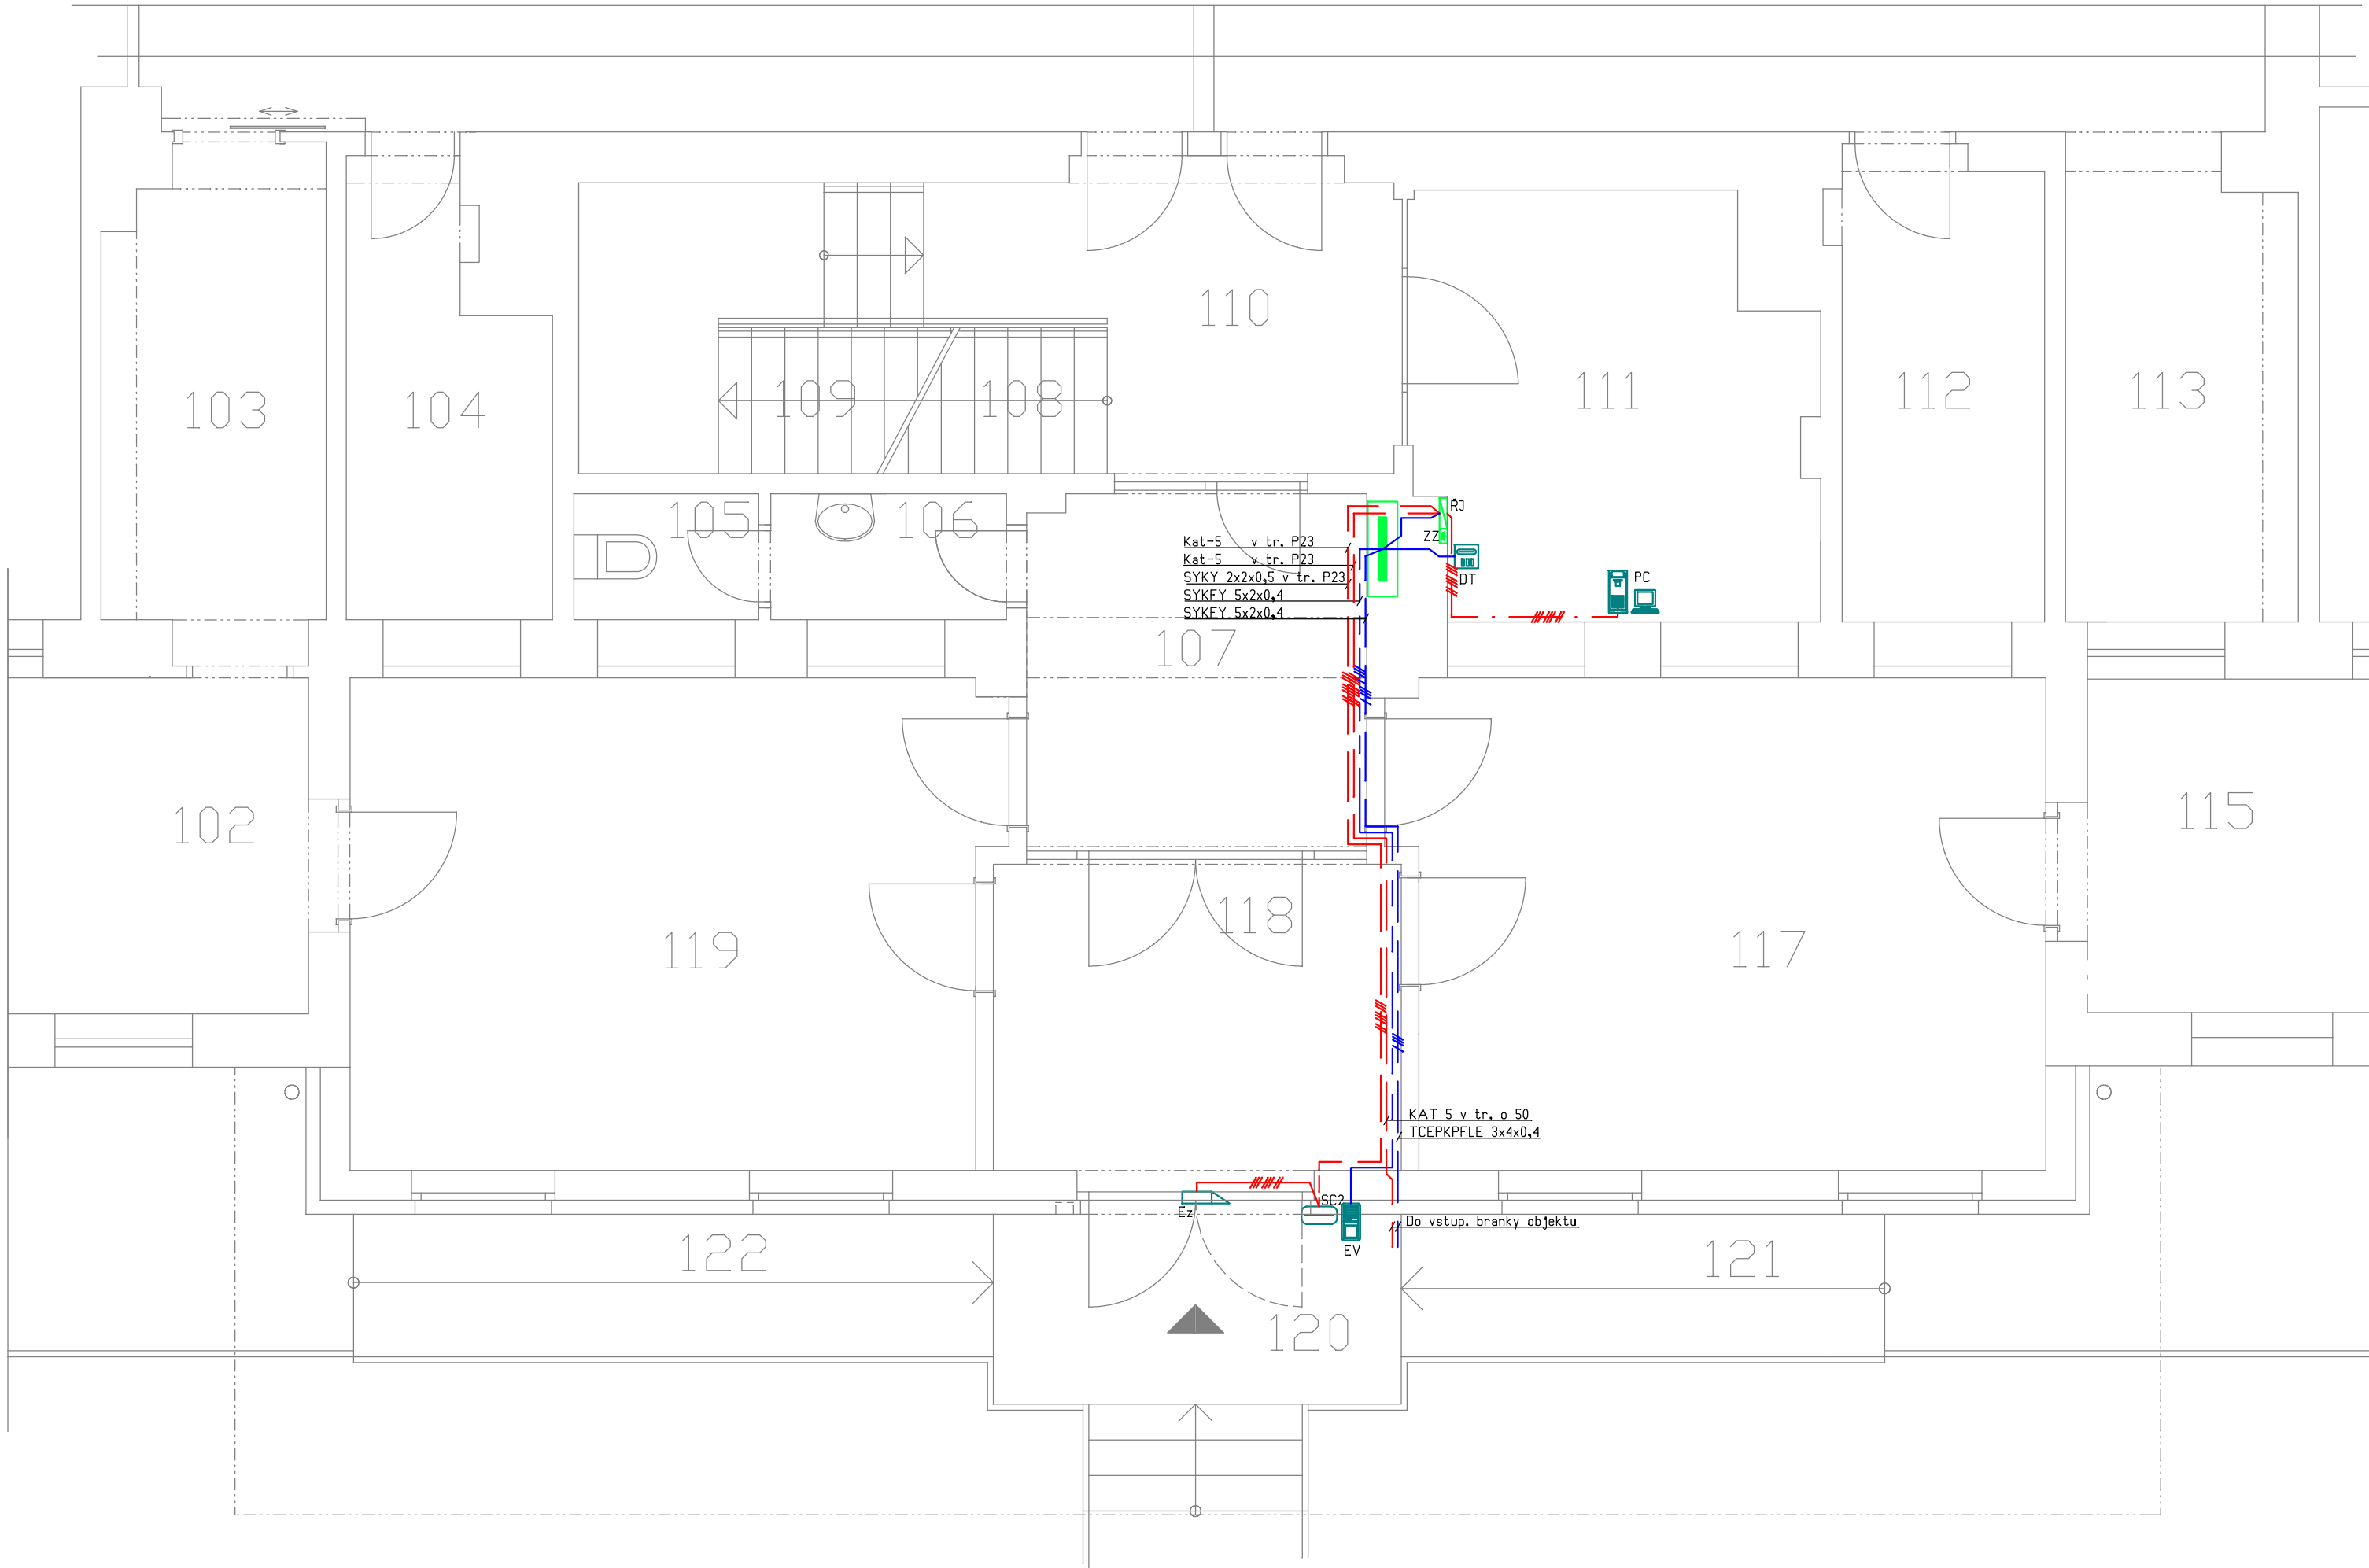 110
111
112
113
103
104
109
108
105
106
ŘJ
ZZ
Kat-5 v tr. P23
Kat-5 v tr. P23
SYKY 2x2x0,5 v tr. P23
SYKFY 5x2x0,4
SYKFY 5x2x0,4
DT
PC
107
102
115
118
119
117
KAT 5 v tr. o 50
TCEPKPFLE 3x4x0,4
SC2
Ez
Do vstup. branky objektu
EV
122
121
120